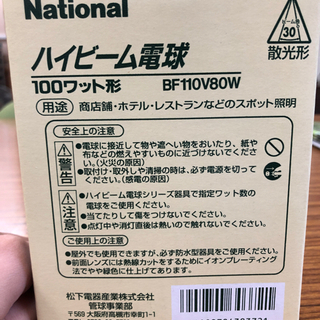 National
ビーム角
30
散光形
ハイビーム電球
100ワット形 BF110V80W
用途 商店舗・ホテル・レストランなどのスポット照明
安全上の注意
警告
●電球に接近して物や遮へい物をおいたり、紙や
布などの燃えやすいものに近づけないでください。
(火災の原因)
●取付け・取外しや清掃の時は、必ず電源を切って
ください。(感電の原因)
注意
●ハイビーム電球シリーズ器具で指定ワット数の
電球をご使用ください。
●当てたりして傷をつけないでください。
●点灯中や消灯直後は熱いので触れないでください。
ご使用上の注意
●屋外でも使用できますが、必ず防水型器具をご使用ください。
●前面レンズには熱線カットをするためにイオンプレーティング
法でやや緑色に仕上げてあります。
松下電器産業株式会社
管球事業部
〒569 大阪府高槻市幸町1-1